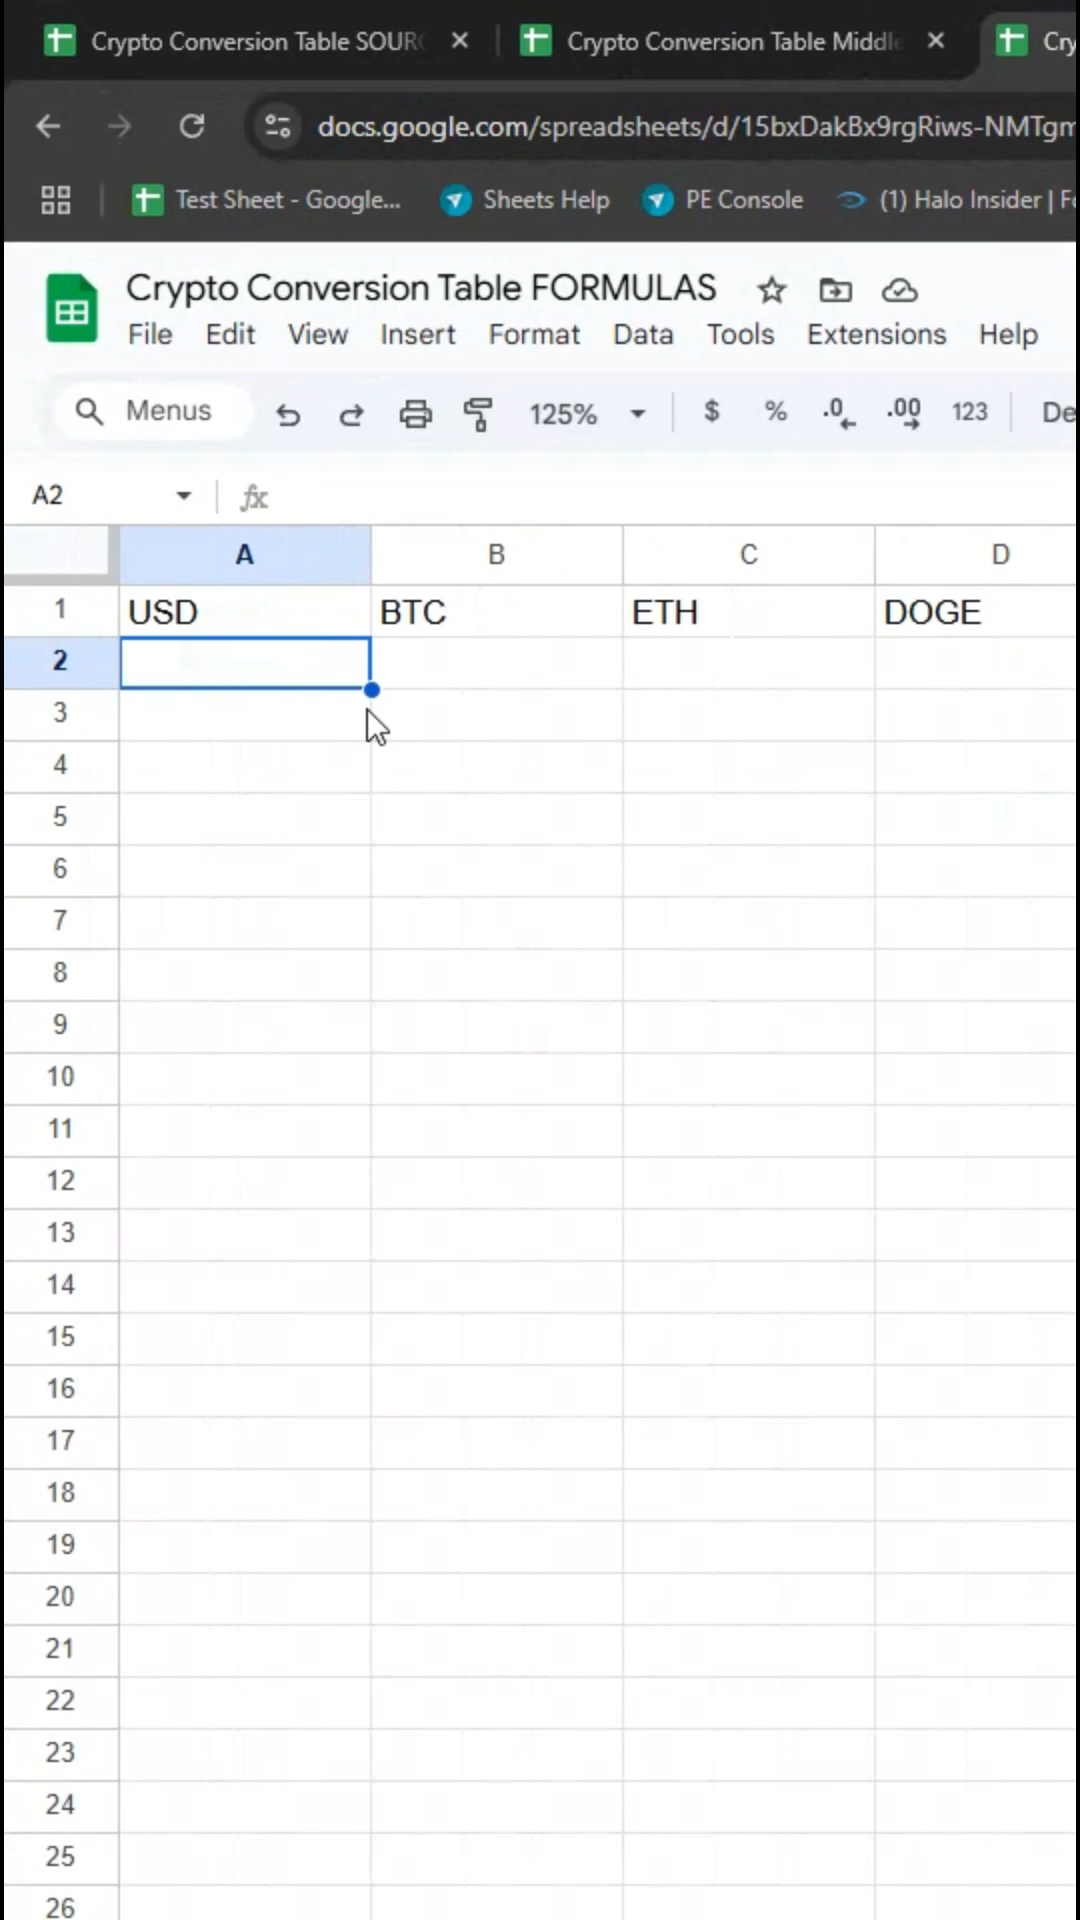 Crypto Conversion Table SOUR
Crypto Conversion Table Middle
Cry
docs.google.com/spreadsheets/d/15bxDakBx9rgRiws-NMTgm
Test Sheet - Google...
Sheets Help
PE Console
(1) Halo Insider | Fo
Crypto Conversion Table FORMULAS
File Edit View Insert Format Data Tools Extensions Help
Menus 125% $ % .0 .00 123 De
A2 fx
A B C D
1 USD BTC ETH DOGE
2
3
4
5
6
7
8
9
10
11
12
13
14
15
16
17
18
19
20
21
22
23
24
25
26